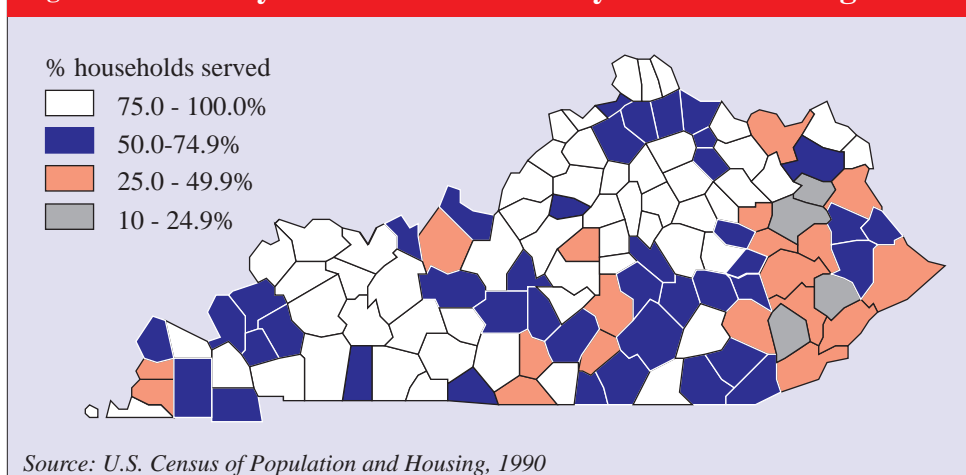 % households served
75.0 - 100.0%
50.0-74.9%
25.0 - 49.9%
10 - 24.9%
Source: U.S. Census of Population and Housing, 1990